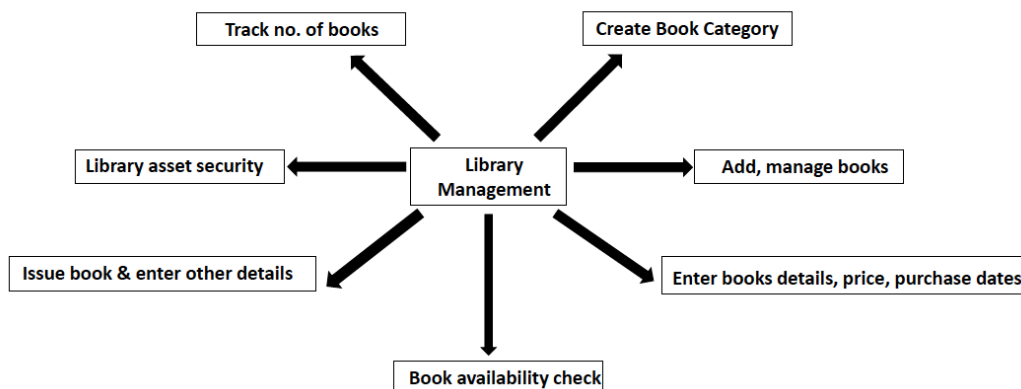 Track no. of books
Create Book Category
Library asset security
Library
Management
Add, manage books
Issue book & enter other details
Enter books details, price, purchase dates
Book availability check